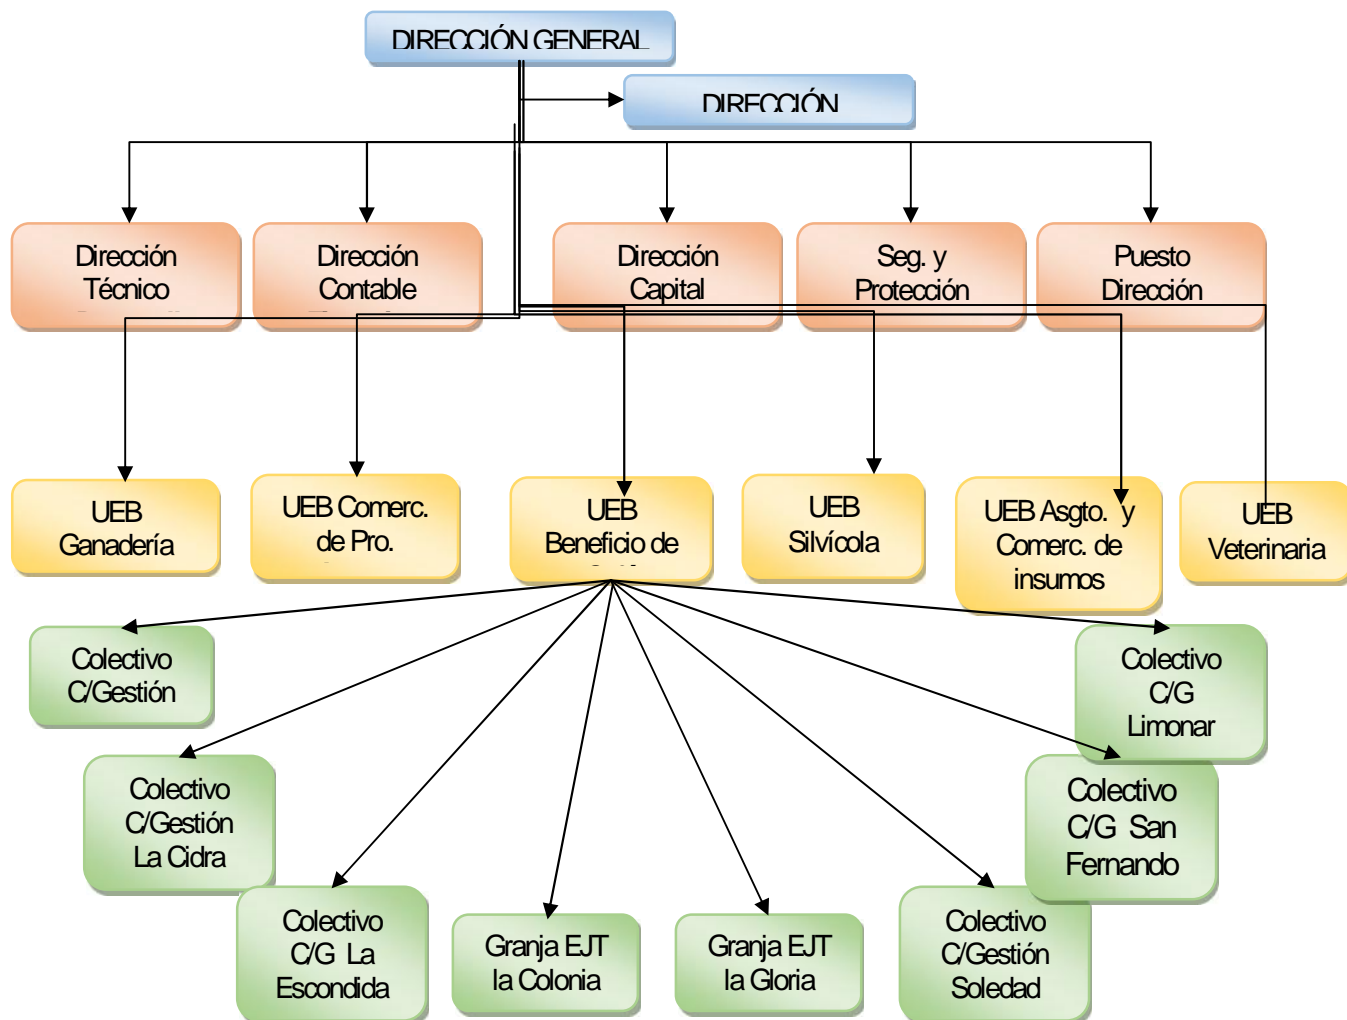 DIRECCIÓN GENERAL
DIRECCIÓN
Dirección
Técnico
Dirección
Contable
Dirección
Capital
Seg. y
Protección
Puesto
Dirección
UEB
Ganadería
UEB Comerc.
de Pro.
UEB
Beneficio de
UEB
Silvícola
UEB Asgto. y
Comerc. de
insumos
UEB
Veterinaria
Colectivo
C/Gestión
Colectivo
C/G
Limonar
Colectivo
C/Gestión
La Cidra
Colectivo
C/G San
Fernando
Colectivo
C/G La
Escondida
Granja EJT
la Colonia
Granja EJT
la Gloria
Colectivo
C/Gestión
Soledad